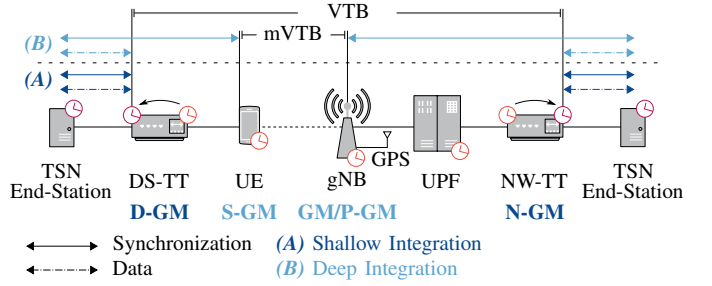 VTB
mVTB
(B)
(A)
GPS
TSN
End-Station
DS-TT
UE
gNB
UPF
NW-TT
TSN
End-Station
D-GM
S-GM
GM/P-GM
N-GM
Synchronization
(A) Shallow Integration
Data
(B) Deep Integration